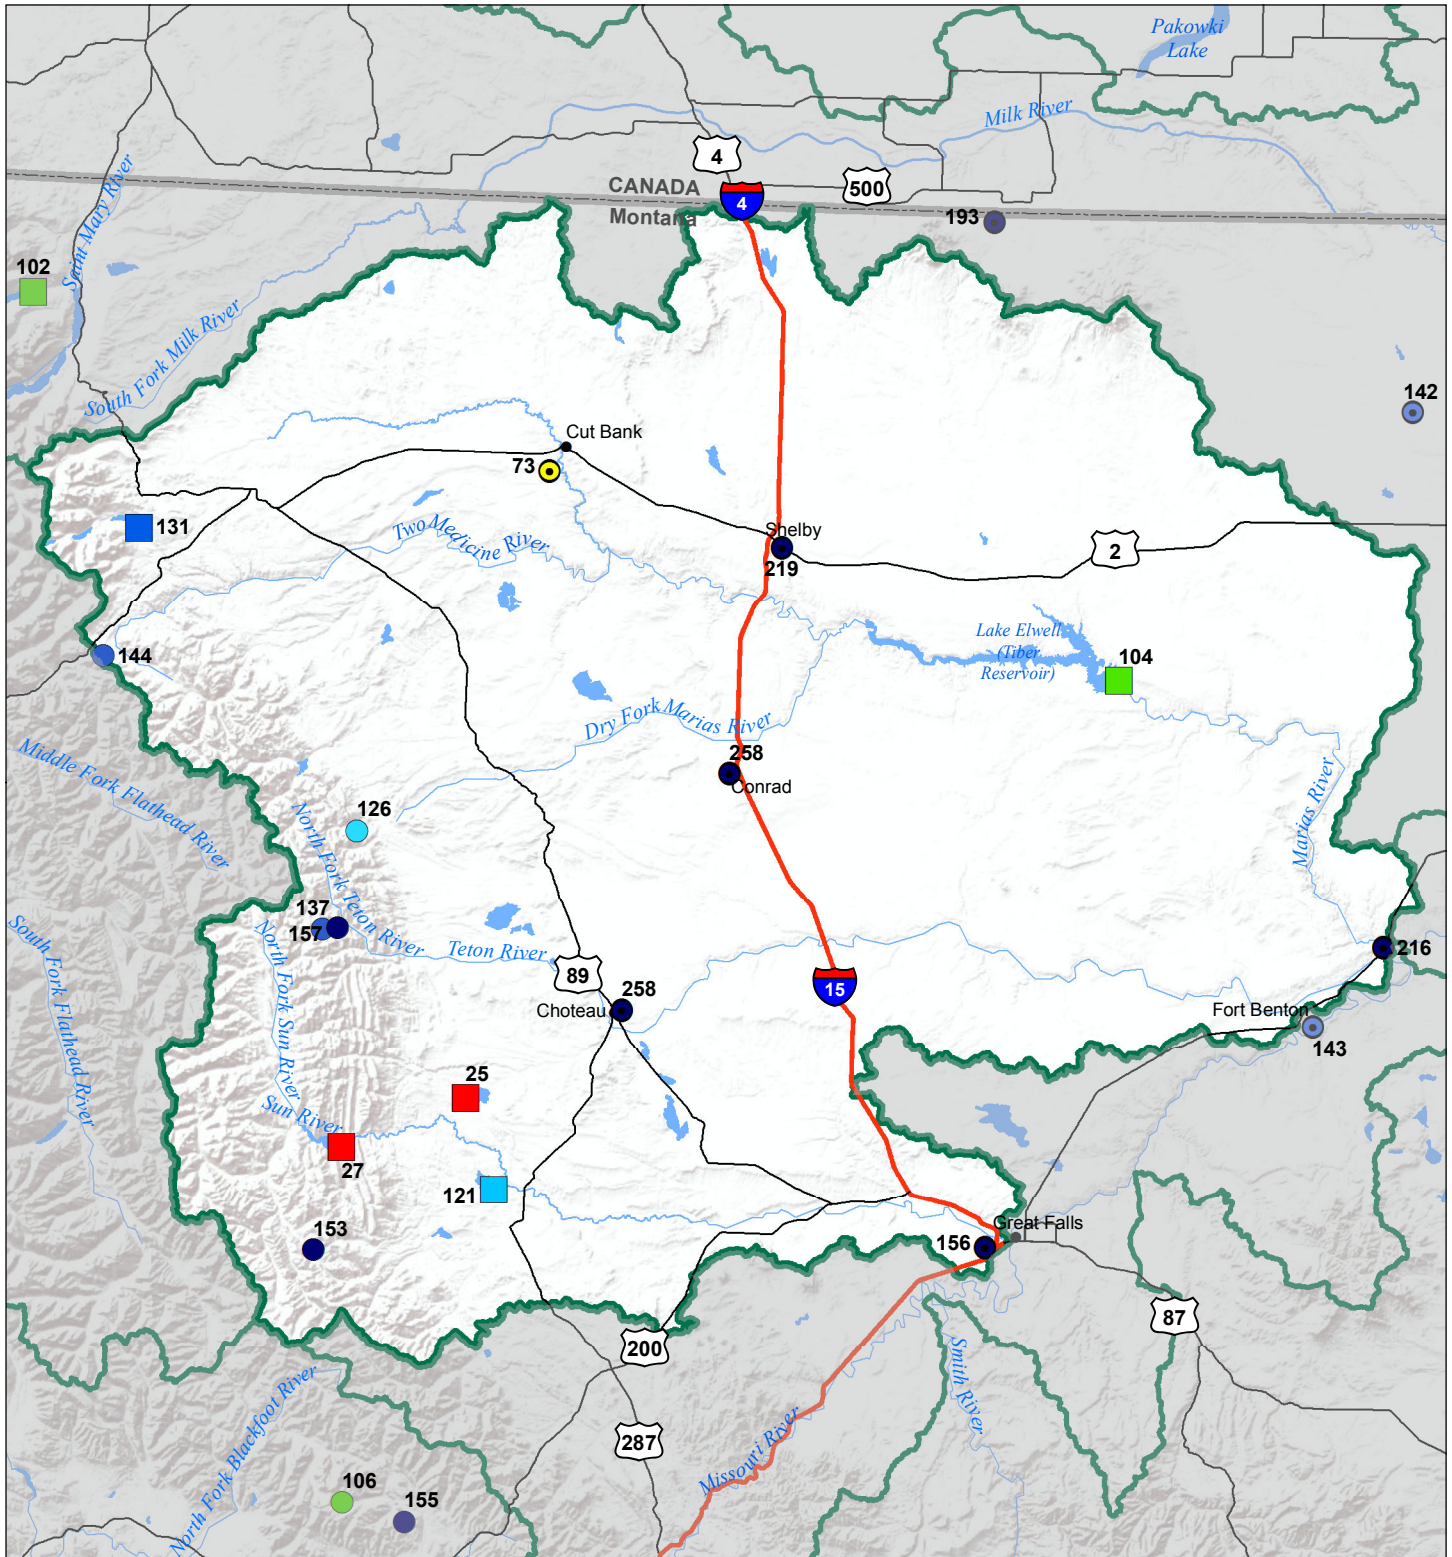 Pakowki
Lake
Milk River
4
CANADA
500
4
Montana
193
Saint Mary River
102
South Fork Milk River
142
Cut Bank
73
131
Two Medicine River
Shelby
2
219
Lake Elwell
(Tiber
Reservoir)
144
104
Dry Fork Marias River
Middle Fork Flathead River
258
Conrad
Marias River
126
North Fork Teton River
137
157
South Fork Flathead River
North Fork Sun River
Teton River
216
89
258
15
Choteau
Fort Benton
143
25
Sun River
27
121
153
Great Falls
156
87
200
Smith River
287
North Fork Blackfoot River
Missouri River
106
155